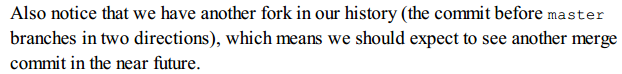 Also notice that we have another fork in our history (the commit before master
branches in two directions), which means we should expect to see another merge
commit in the near future.